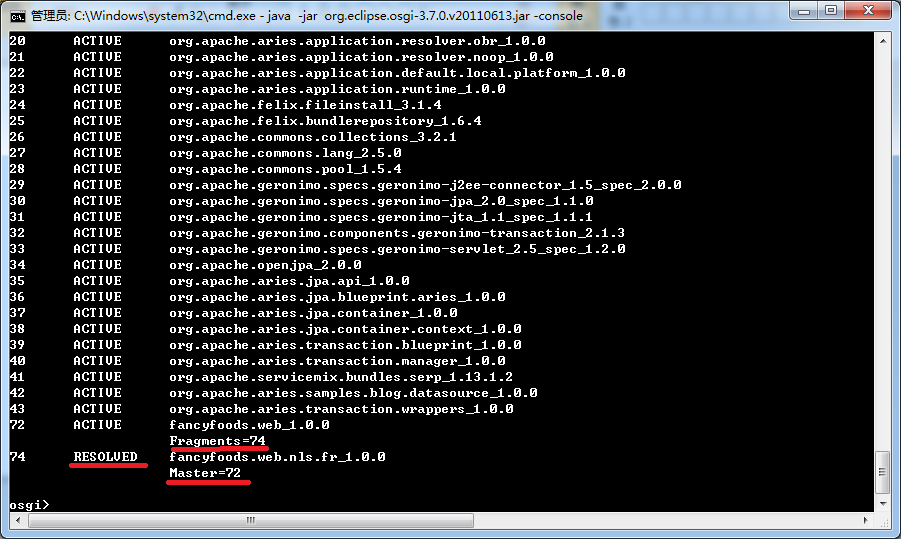 管理员: C:\Windows\system32\cmd.exe - java  -jar  org.eclipse.osgi-3.7.0.v20110613.jar -console
20 ACTIVE org.apache.aries.application.resolver.obr_1.0.0
21 ACTIVE org.apache.aries.application.resolver.noop_1.0.0
22 ACTIVE org.apache.aries.application.default.local.platform_1.0.0
23 ACTIVE org.apache.aries.application.runtime_1.0.0
24 ACTIVE org.apache.felix.fileinstall_3.1.4
25 ACTIVE org.apache.felix.bundlerepository_1.6.4
26 ACTIVE org.apache.commons.collections_3.2.1
27 ACTIVE org.apache.commons.lang_2.5.0
28 ACTIVE org.apache.commons.pool_1.5.4
29 ACTIVE org.apache.geronimo.specs.geronimo-j2ee-connector_1.5_spec_2.0.0
30 ACTIVE org.apache.geronimo.specs.geronimo-jpa_2.0_spec_1.1.0
31 ACTIVE org.apache.geronimo.specs.geronimo-jta_1.1_spec_1.1.1
32 ACTIVE org.apache.geronimo.components.geronimo-transaction_2.1.3
33 ACTIVE org.apache.geronimo.specs.geronimo-servlet_2.5_spec_1.2.0
34 ACTIVE org.apache.openjpa_2.0.0
35 ACTIVE org.apache.aries.jpa.api_1.0.0
36 ACTIVE org.apache.aries.jpa.blueprint.aries_1.0.0
37 ACTIVE org.apache.aries.jpa.container_1.0.0
38 ACTIVE org.apache.aries.jpa.container.context_1.0.0
39 ACTIVE org.apache.aries.transaction.blueprint_1.0.0
40 ACTIVE org.apache.aries.transaction.manager_1.0.0
41 ACTIVE org.apache.servicemix.bundles.serp_1.13.1.2
42 ACTIVE org.apache.aries.samples.blog.datasource_1.0.0
43 ACTIVE org.apache.aries.transaction.wrappers_1.0.0
72 ACTIVE fancyfoods.web_1.0.0
Fragments=74
74 RESOLVED fancyfoods.web.nls.fr_1.0.0
Master=72
osgi>